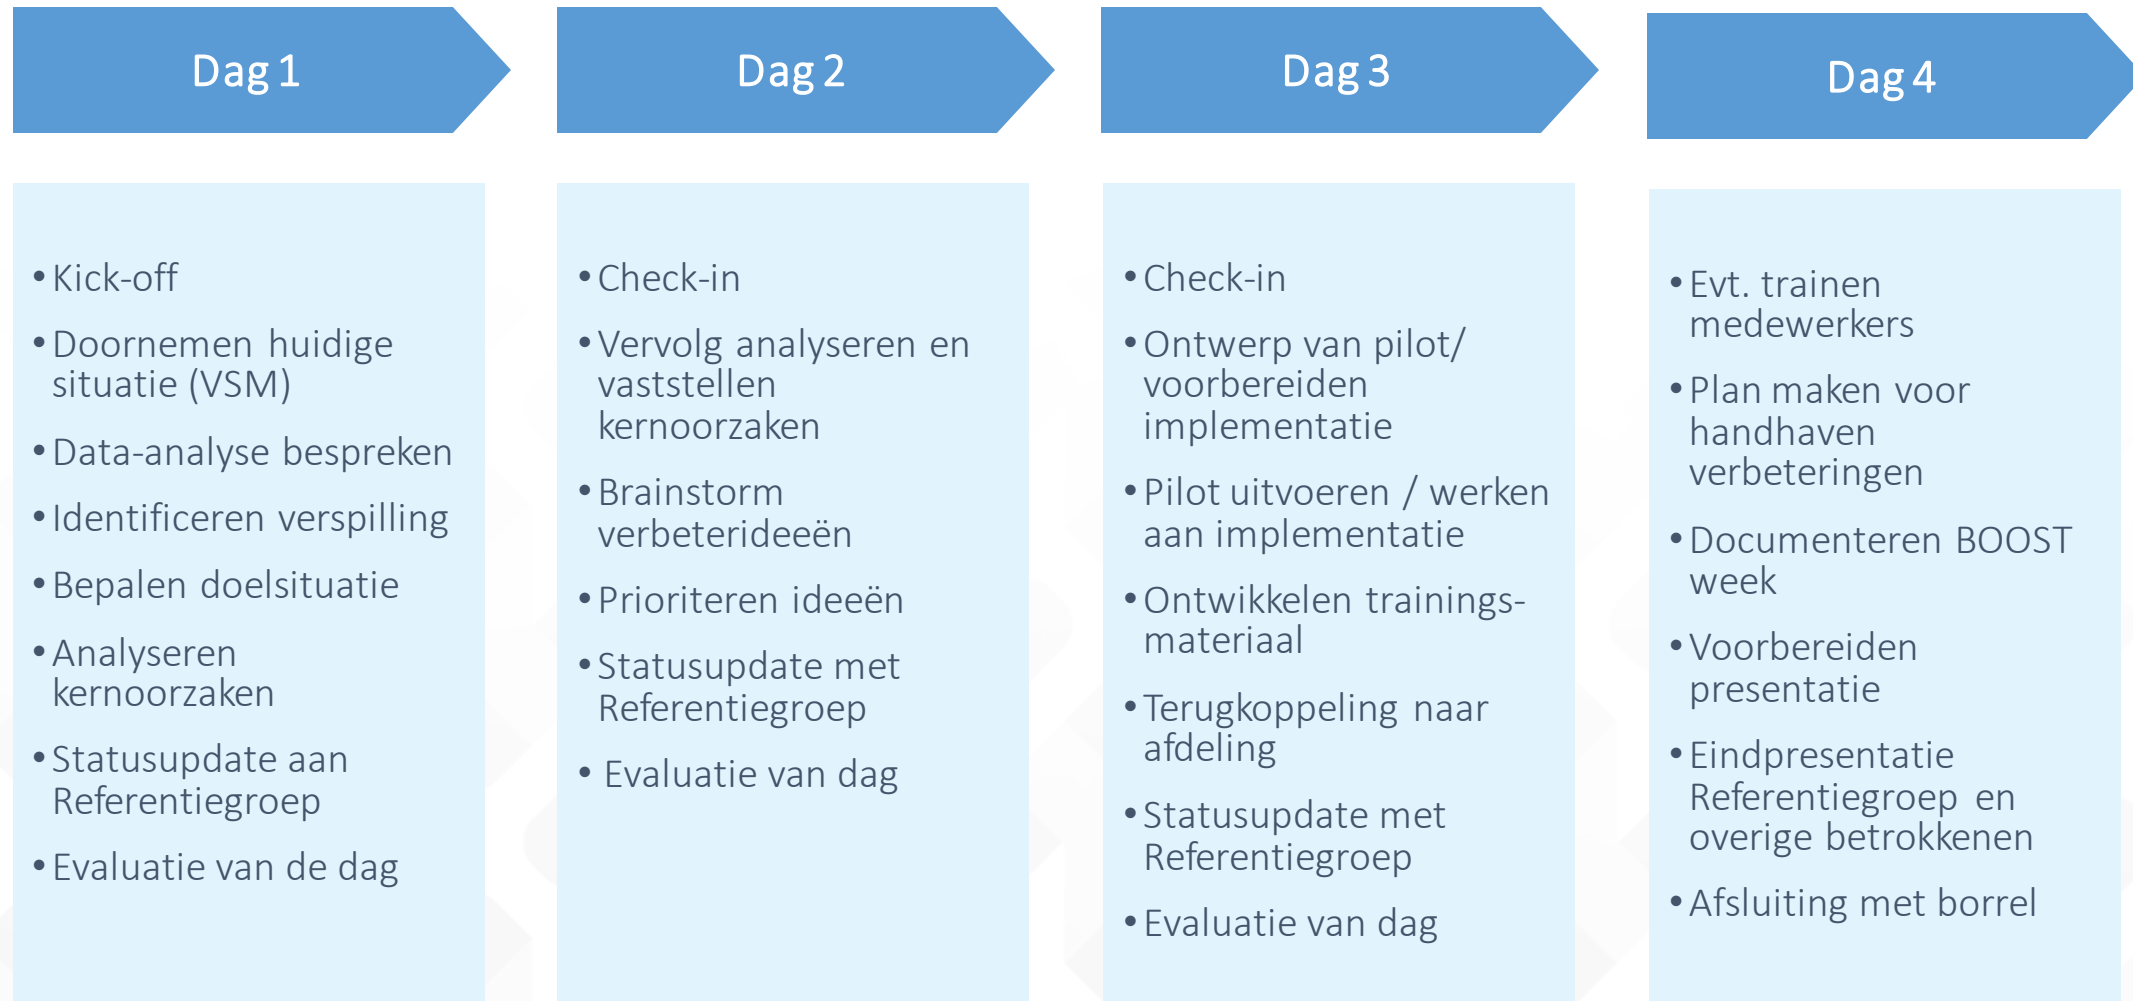 Dag 1
• Kick-off
• Doornemen huidige
situatie (VSM)
• Data-analyse bespreken
• Identificeren verspilling
• Bepalen doelsituatie
• Analyseren
kernoorzaken
• Statusupdate aan
Referentiegroep
• Evaluatie van de dag
Dag 2
• Check-in
• Vervolg analyseren en
vaststellen
kernoorzaken
• Brainstorm
verbeterideeën
• Prioriteren ideeën
• Statusupdate met
Referentiegroep
• Evaluatie van dag
Dag 3
• Check-in
• Ontwerp van pilot/
voorbereiden
implementatie
• Pilot uitvoeren / werken
aan implementatie
• Ontwikkelen trainings-
materiaal
• Terugkoppeling naar
afdeling
• Statusupdate met
Referentiegroep
• Evaluatie van dag
Dag 4
• Evt. trainen
medewerkers
• Plan maken voor
handhaven
verbeteringen
• Documenteren BOOST
week
• Voorbereiden
presentatie
• Eindpresentatie
Referentiegroep en
overige betrokkenen
• Afsluiting met borrel